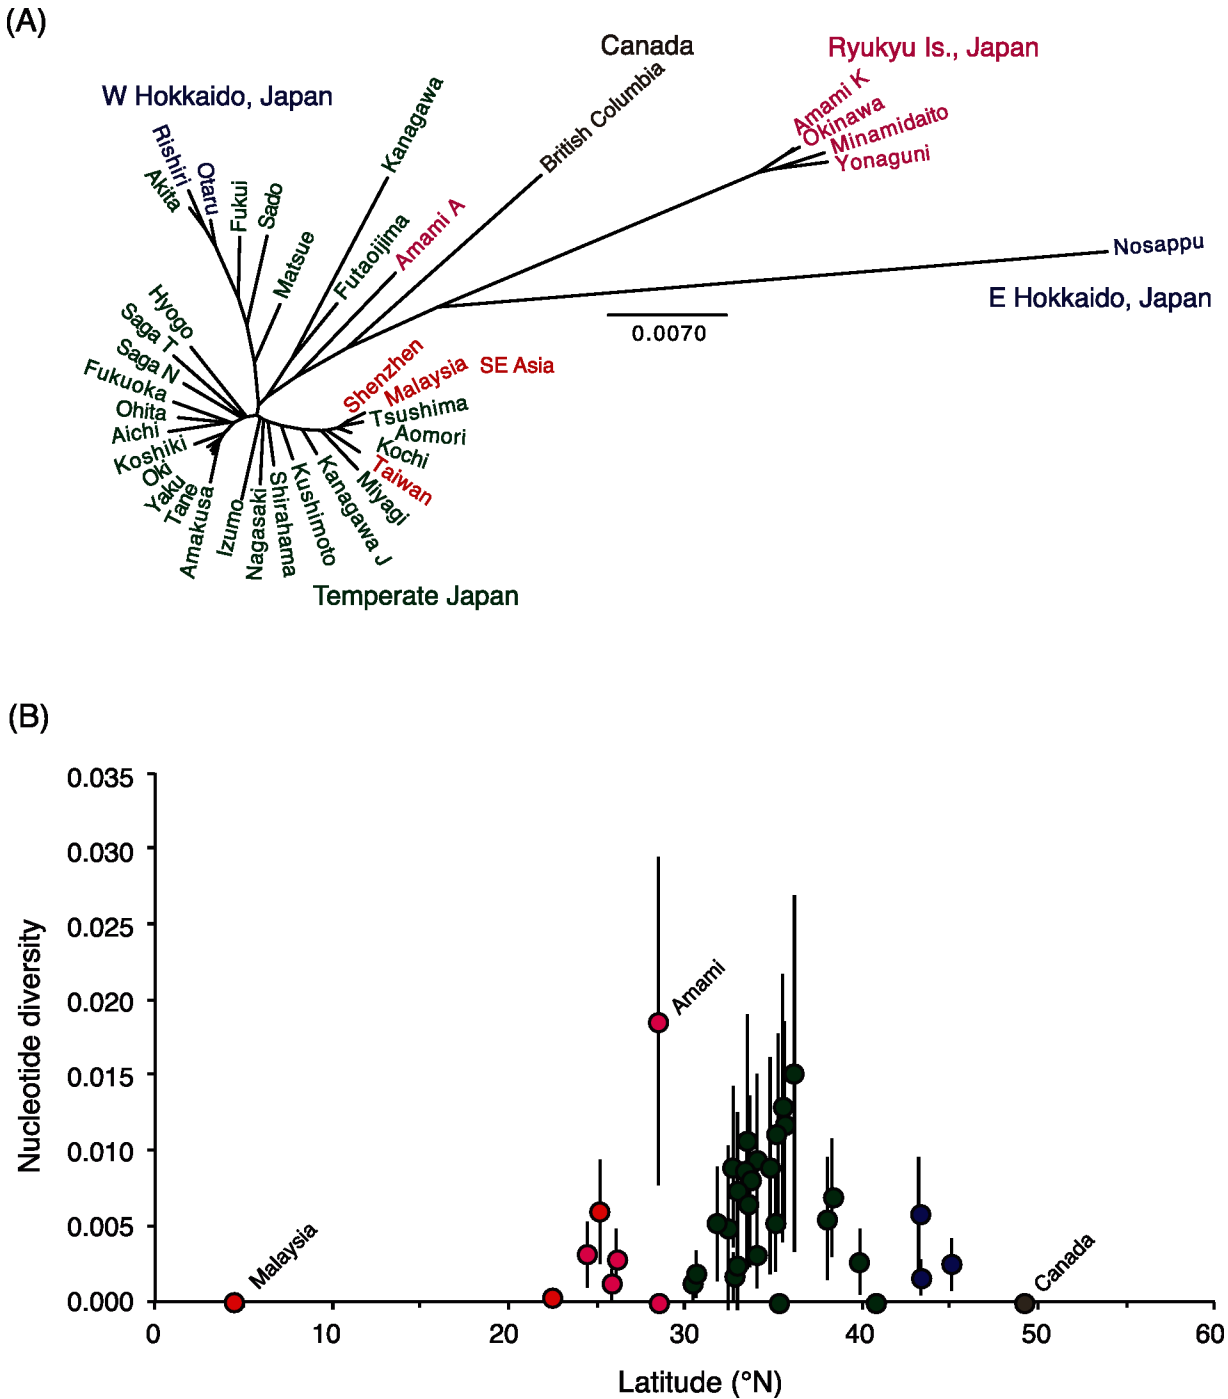 (A)
Canada
Ryukyu Is., Japan
W Hokkaido, Japan
Kanagawa
British Columbia
Amami K
Okinawa
Minamidaito
Yonaguni
Rishiri
Akita
Otaru
Fukui
Sado
Matsue
Futaoijima
Amami A
Nosappu
E Hokkaido, Japan
0.0070
Hyogo
Saga T
Saga N
Fukuoka
Ohita
Aichi
Koshiki
Oki
Yaku
Tane
Amakusa
Izumo
Nagasaki
Shirahama
Kushimoto
Kanagawa J
Miyagi
Taiwan
Kochi
Aomori
Tsushima
Malaysia
Shenzhen
SE Asia
Temperate Japan
(B)
Nucleotide diversity
0.035
0.030
0.025
0.020
0.015
0.010
0.005
0.000
Malaysia
Amami
Canada
0 10 20 30 40 50 60
Latitude (°N)